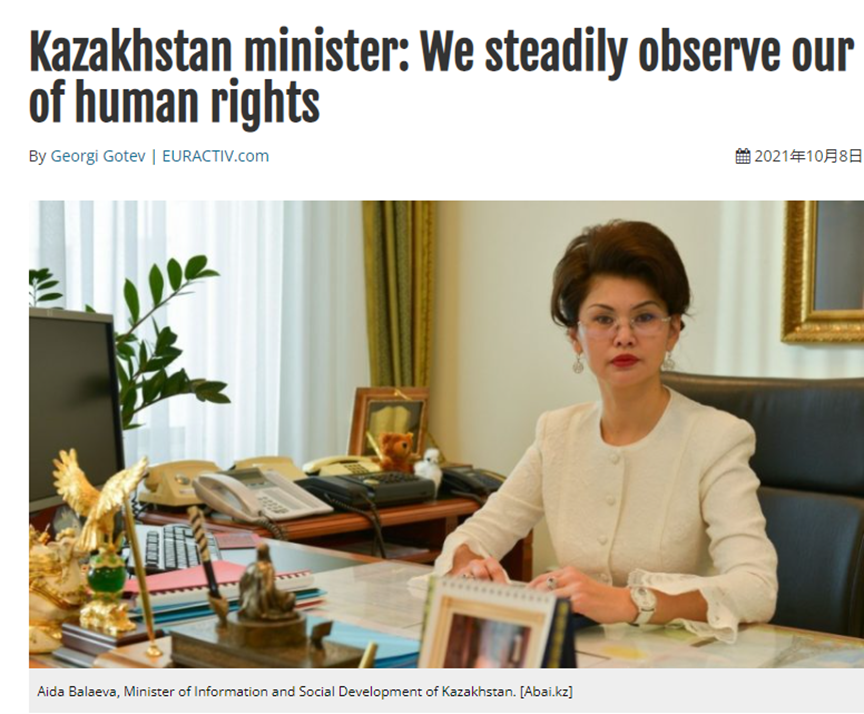 Kazakhstan minister: We steadily observe our
of human rights
By Georgi Gotev | EURACTIV.com
2021年10月8日
Aida Balaeva, Minister of Information and Social Development of Kazakhstan. [Abai.kz]